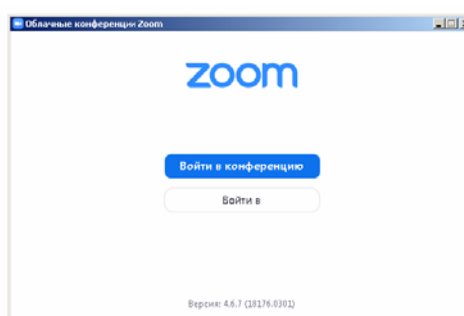 Облачные конференции Zoom
zoom
Войти в конференцию
Войти в
Версия: 4.6.7 (18176.0301)